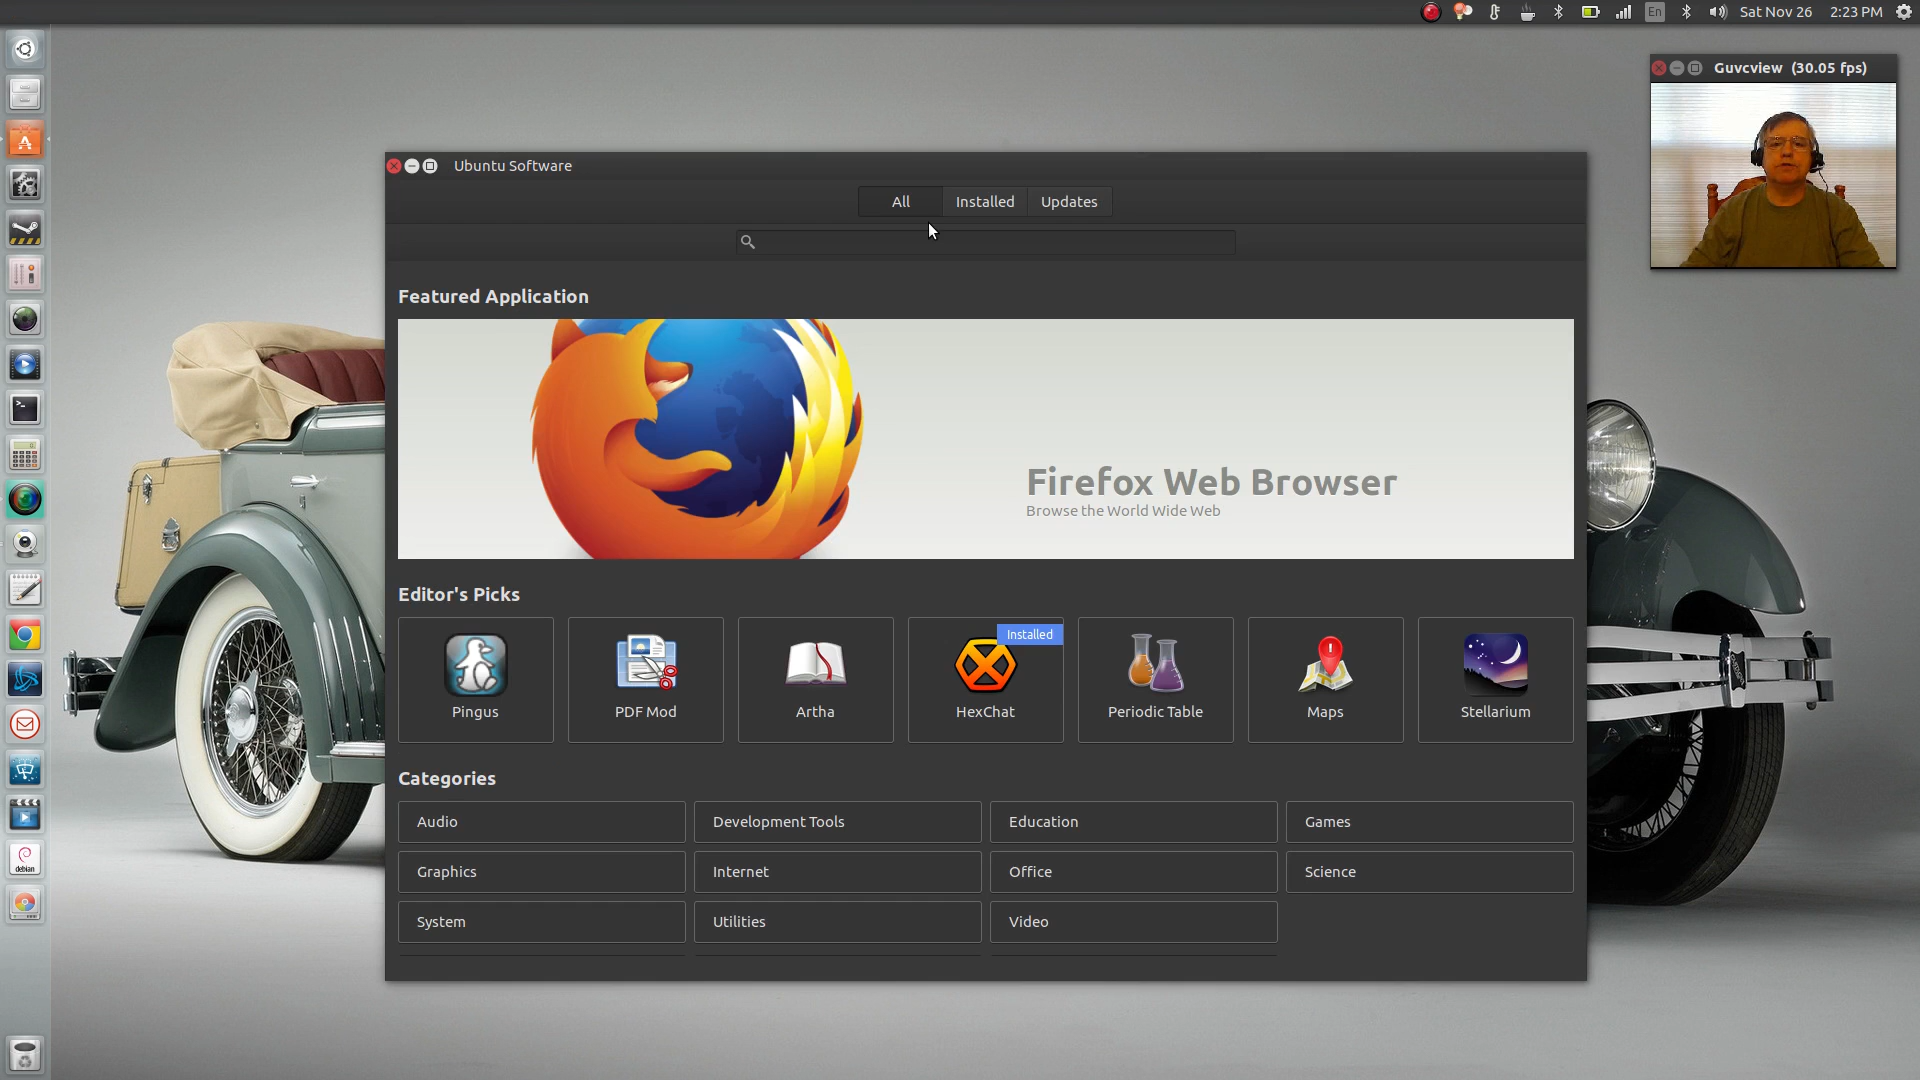 En
Sat Nov 26
2:23 PM
Guvcview (30.05 fps)
Ubuntu Software
All
Installed
Updates
Featured Application
Firefox Web Browser
Browse the World Wide Web
Editor's Picks
Installed
Pingus
PDF Mod
Artha
HexChat
Periodic Table
Maps
Stellarium
Categories
Audio
Development Tools
Education
Games
Graphics
Internet
Office
Science
System
Utilities
Video
debian